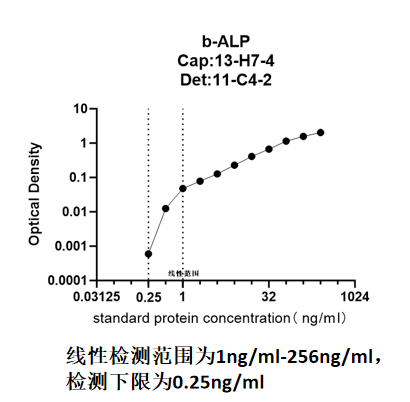 b-ALP
Cap:13-H7-4
Det:11-C4-2
10
1
0.1
0.01
0.001
0.0001
Optical Density
线性范围
0.03125 0.25 1 32 1024
standard protein concentration( ng/ml)
线性检测范围为1ng/ml-256ng/ml，
检测下限为0.25ng/ml